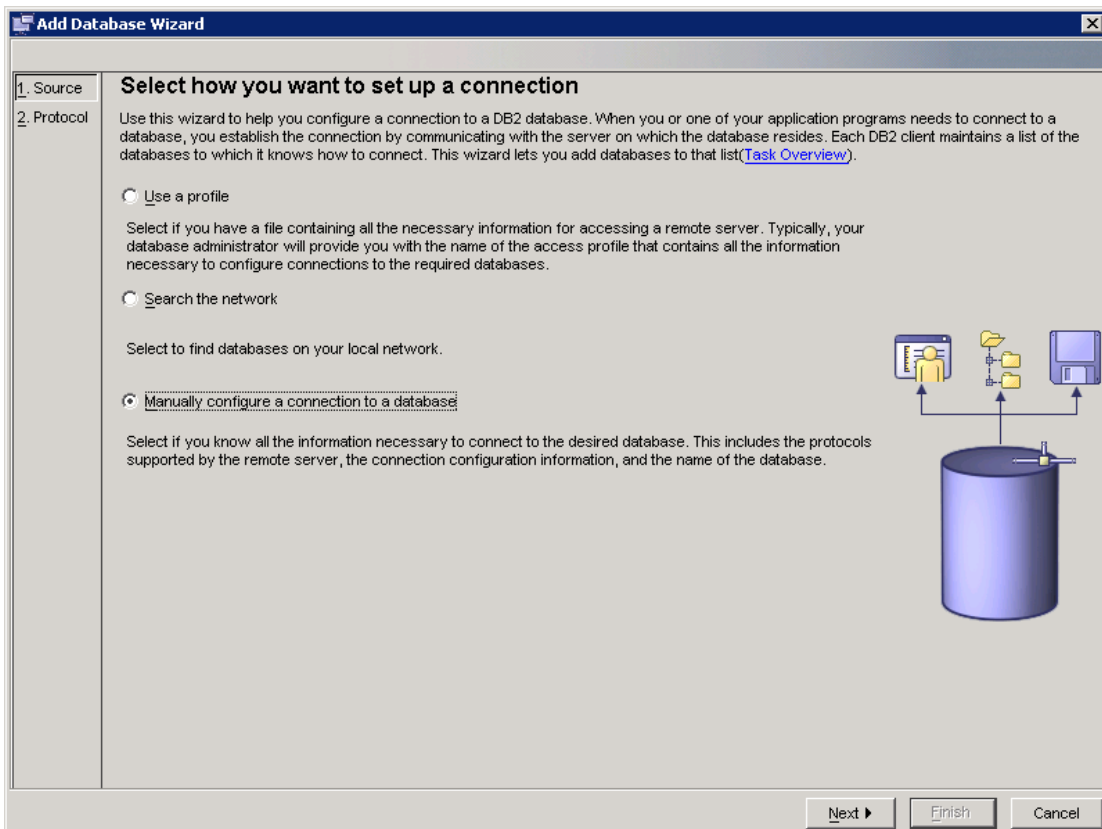 Add Database Wizard
1. Source
2. Protocol
Select how you want to set up a connection
Use this wizard to help you configure a connection to a DB2 database. When you or one of your application programs needs to connect to a
database, you establish the connection by communicating with the server on which the database resides. Each DB2 client maintains a list of the
databases to which it knows how to connect. This wizard lets you add databases to that list(Task Overview).
Use a profile
Select if you have a file containing all the necessary information for accessing a remote server. Typically, your
database administrator will provide you with the name of the access profile that contains all the information
necessary to configure connections to the required databases.
Search the network
Select to find databases on your local network.
Manually configure a connection to a database
Select if you know all the information necessary to connect to the desired database. This includes the protocols
supported by the remote server, the connection configuration information, and the name of the database.
Next
Finish
Cancel